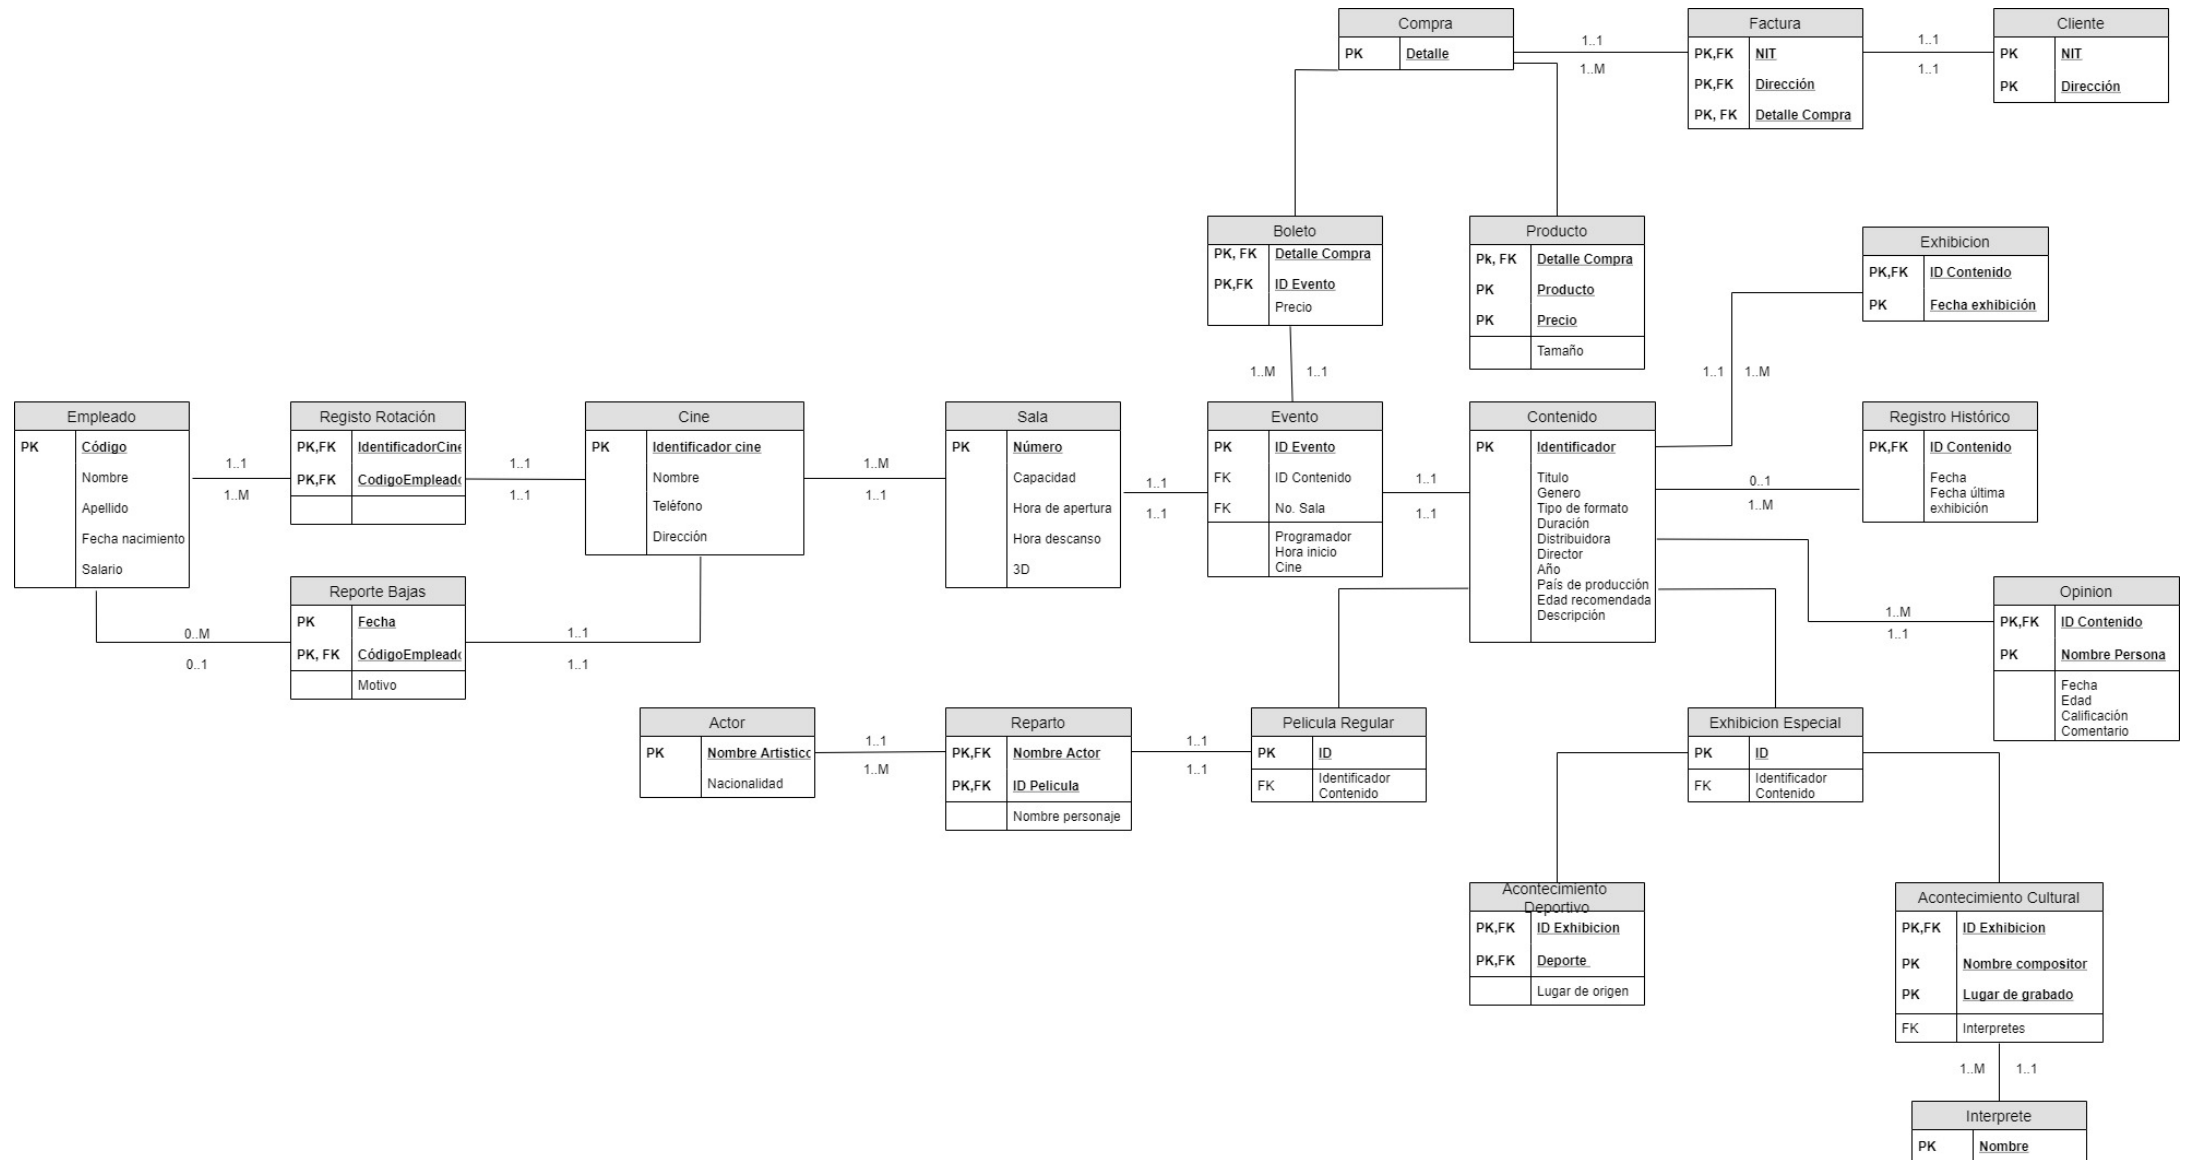 Compra
PK Detalle
1..1
1..M
Factura
PK,FK NIT
PK,FK Dirección
PK, FK Detalle Compra
1..1
1..1
Cliente
PK NIT
PK Dirección
Boleto
PK, FK Detalle Compra
PK,FK ID Evento
Precio
Producto
Pk, FK Detalle Compra
PK Producto
PK Precio
Tamaño
Exhibicion
PK,FK ID Contenido
PK Fecha exhibición
1..M 1..1
1..1 1..M
Empleado
PK Código
Nombre
Apellido
Fecha nacimiento
Salario
1..1
1..M
Registo Rotación
PK,FK IdentificadorCine
PK,FK CodigoEmpleado
1..1
1..1
Cine
PK Identificador cine
Nombre
Teléfono
Dirección
1..M
1..1
Sala
PK Número
Capacidad
Hora de apertura
Hora descanso
3D
1..1
1..1
Evento
PK ID Evento
FK ID Contenido
FK No. Sala
Programador
Hora inicio
Cine
1..1
1..1
Contenido
PK Identificador
Titulo
Genero
Tipo de formato
Duración
Distribuidora
Director
Año
País de producción
Edad recomendada
Descripción
0..1
1..M
Registro Histórico
PK,FK ID Contenido
Fecha
Fecha última
exhibición
0..M
0..1
Reporte Bajas
PK Fecha
PK, FK CódigoEmpleado
Motivo
1..1
1..1
1..M
1..1
Opinion
PK,FK ID Contenido
PK Nombre Persona
Fecha
Edad
Calificación
Comentario
Actor
PK Nombre Artistico
Nacionalidad
1..1
1..M
Reparto
PK,FK Nombre Actor
PK,FK ID Pelicula
Nombre personaje
1..1
1..1
Pelicula Regular
PK ID
FK Identificador
Contenido
Exhibicion Especial
PK ID
FK Identificador
Contenido
Acontecimiento
Deportivo
PK,FK ID Exhibicion
PK,FK Deporte
Lugar de origen
Acontecimiento Cultural
PK,FK ID Exhibicion
PK Nombre compositor
PK Lugar de grabado
FK Interpretes
1..M 1..1
Interprete
PK Nombre